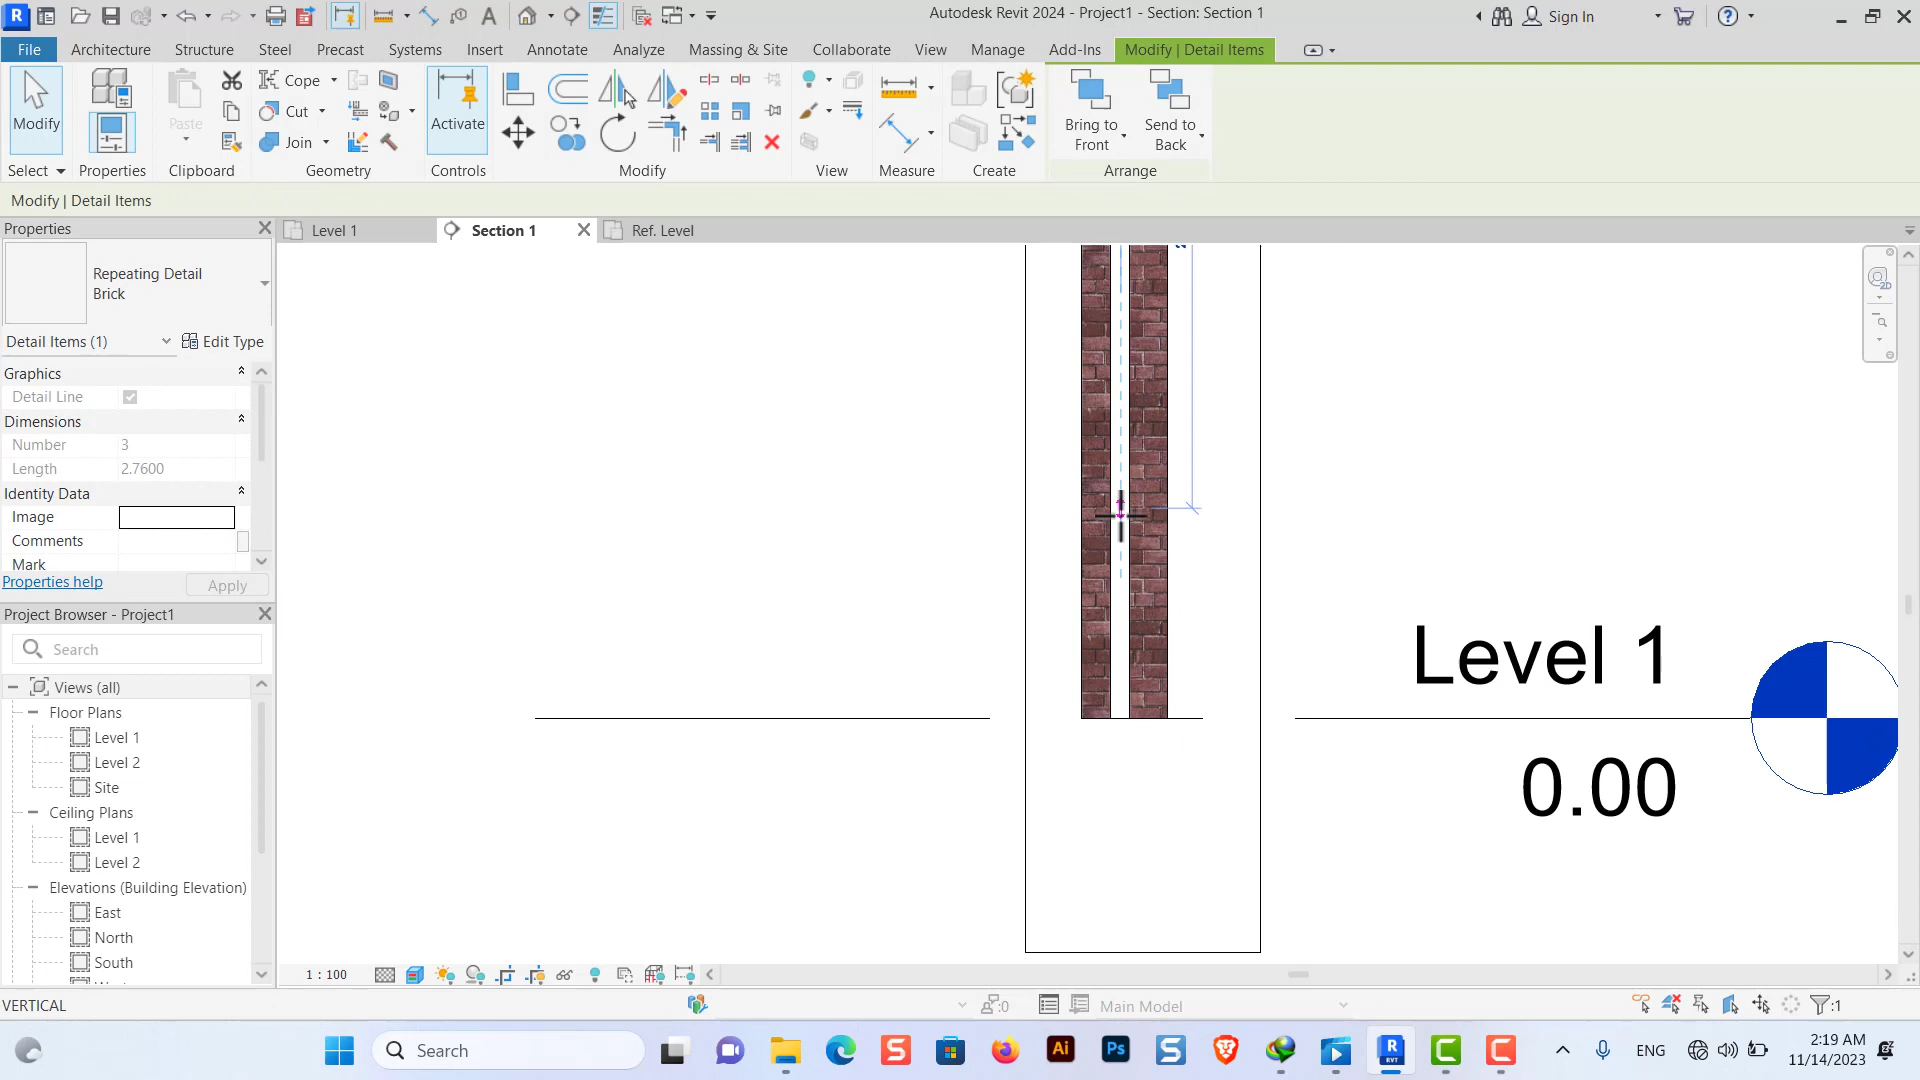 Autodesk Revit 2024 - Project1 - Section: Section 1
Sign In
File
Architecture
Structure
Steel
Precast
Systems
Insert
Annotate
Analyze
Massing & Site
Collaborate
View
Manage
Add-Ins
Modify | Detail Items
Modify
Paste
Cope
Cut
Join
Activate
Bring to
Front
Send to
Back
Select
Properties
Clipboard
Geometry
Controls
Modify
View
Measure
Create
Arrange
Modify | Detail Items
Properties
Level 1
Section 1
Ref. Level
Repeating Detail
Brick
Detail Items (1)
Edit Type
Graphics
Detail Line
Dimensions
Number 3
Length 2.7600
Identity Data
Image
Comments
Mark
Properties help
Apply
Project Browser - Project1
Search
Views (all)
Floor Plans
Level 1
Level 2
Site
Ceiling Plans
Level 1
Level 2
Elevations (Building Elevation)
East
North
South
Level 1
0.00
2D
1 : 100
VERTICAL
:0
Main Model
:1
Search
Ai
Ps
RVT
ENG
2:19 AM
11/14/2023